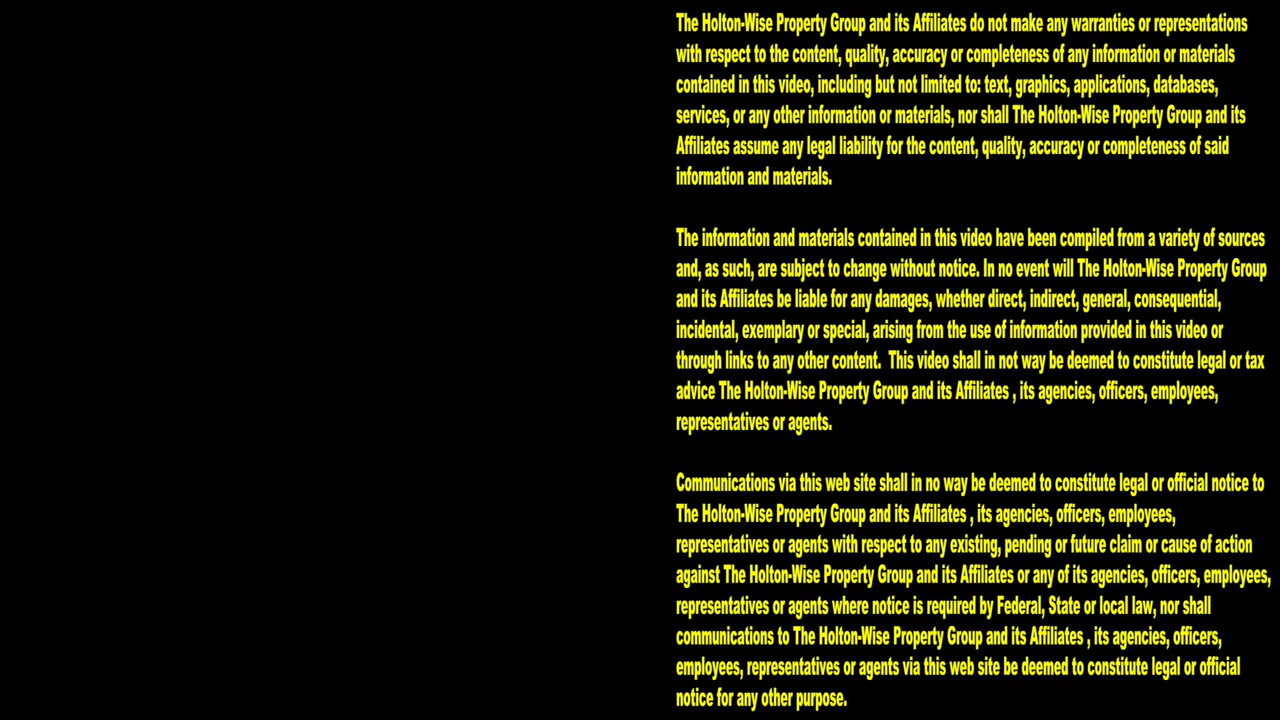 The Holton-Wise Property Group and its Affiliates do not make any warranties or representations
with respect to the content, quality, accuracy or completeness of any information or materials
contained in this video, including but not limited to: text, graphics, applications, databases,
services, or any other information or materials, nor shall The Holton-Wise Property Group and its
Affiliates assume any legal liability for the content, quality, accuracy or completeness of said
information and materials.
The information and materials contained in this video have been compiled from a variety of sources
and, as such, are subject to change without notice. In no event will The Holton-Wise Property Group
and its Affiliates be liable for any damages, whether direct, indirect, general, consequential,
incidental, exemplary or special, arising from the use of information provided in this video or
through links to any other content.  This video shall in not way be deemed to constitute legal or tax
advice The Holton-Wise Property Group and its Affiliates , its agencies, officers, employees,
representatives or agents.
Communications via this web site shall in no way be deemed to constitute legal or official notice to
The Holton-Wise Property Group and its Affiliates , its agencies, officers, employees,
representatives or agents with respect to any existing, pending or future claim or cause of action
against The Holton-Wise Property Group and its Affiliates or any of its agencies, officers, employees,
representatives or agents where notice is required by Federal, State or local law, nor shall
communications to The Holton-Wise Property Group and its Affiliates , its agencies, officers,
employees, representatives or agents via this web site be deemed to constitute legal or official
notice for any other purpose.